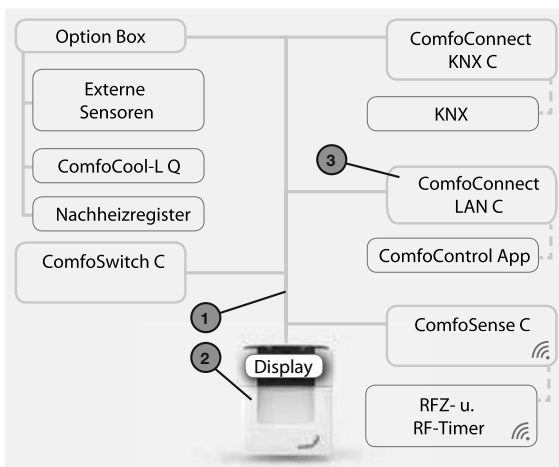 Option Box
Externe
Sensoren
ComfoCool-L Q
Nachheizregister
ComfoSwitch C
ComfoConnect
KNX C
KNX
3
ComfoConnect
LAN C
ComfoControl App
1
2
Display
ComfoSense C
RFZ- u.
RF-Timer